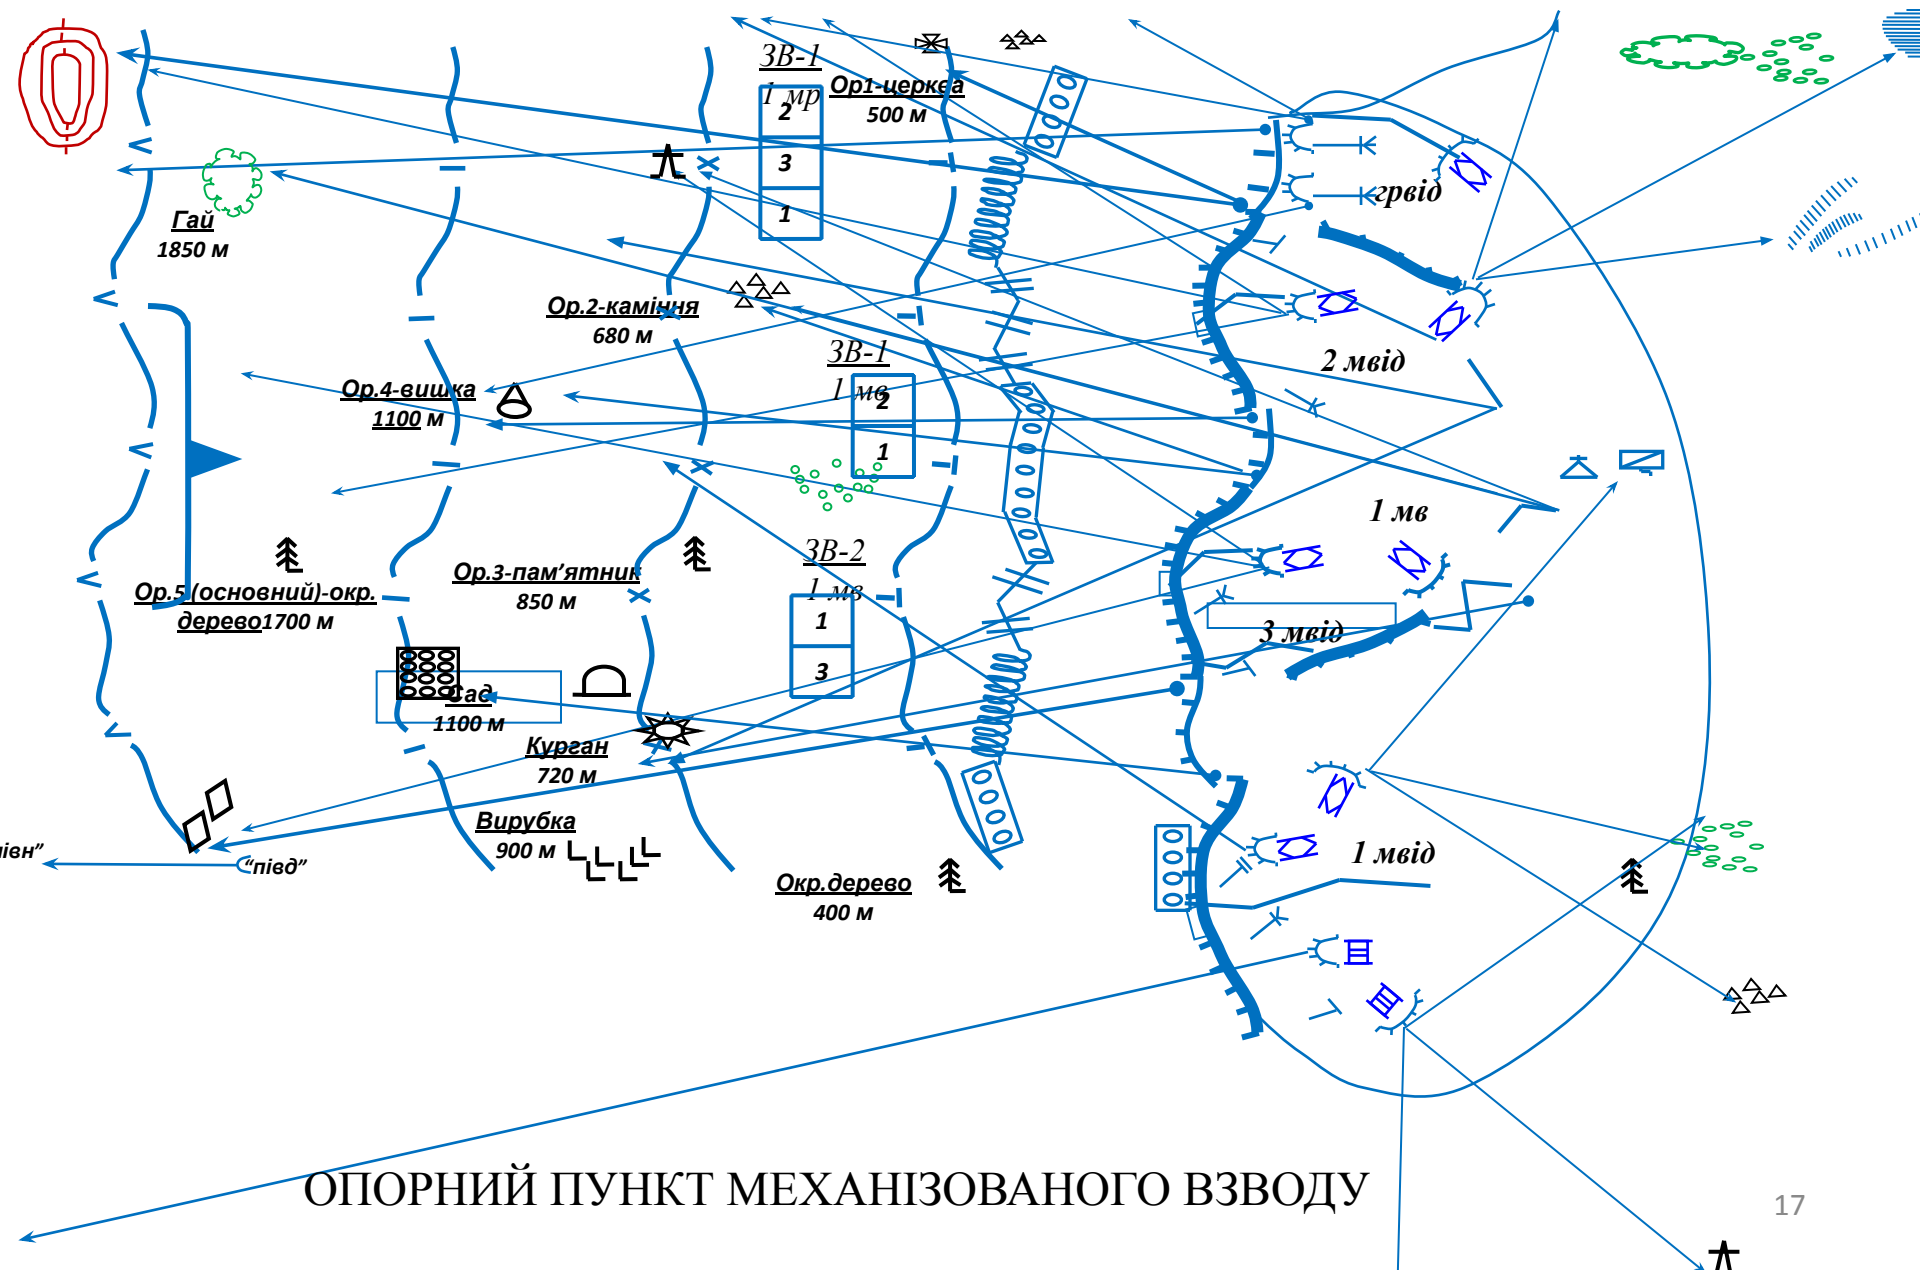 ЗВ-1
1 мр
2
3
1
Ор1-церква
500 м
грвід
Гай
1850 м
Ор.2-каміння
680 м
ЗВ-1
1 мв
2
1
2 мвід
Ор.4-вишка
1100 м
1 мв
ЗВ-2
1 мв
1
3
Ор.3-пам’ятник
850 м
Ор.5 (основний)-окр.
дерево1700 м
3 мвід
Сад
1100 м
Курган
720 м
Вирубка
900 м
1 мвід
івн”
“півд”
Окр.дерево
400 м
ОПОРНИЙ ПУНКТ МЕХАНІЗОВАНОГО ВЗВОДУ
17